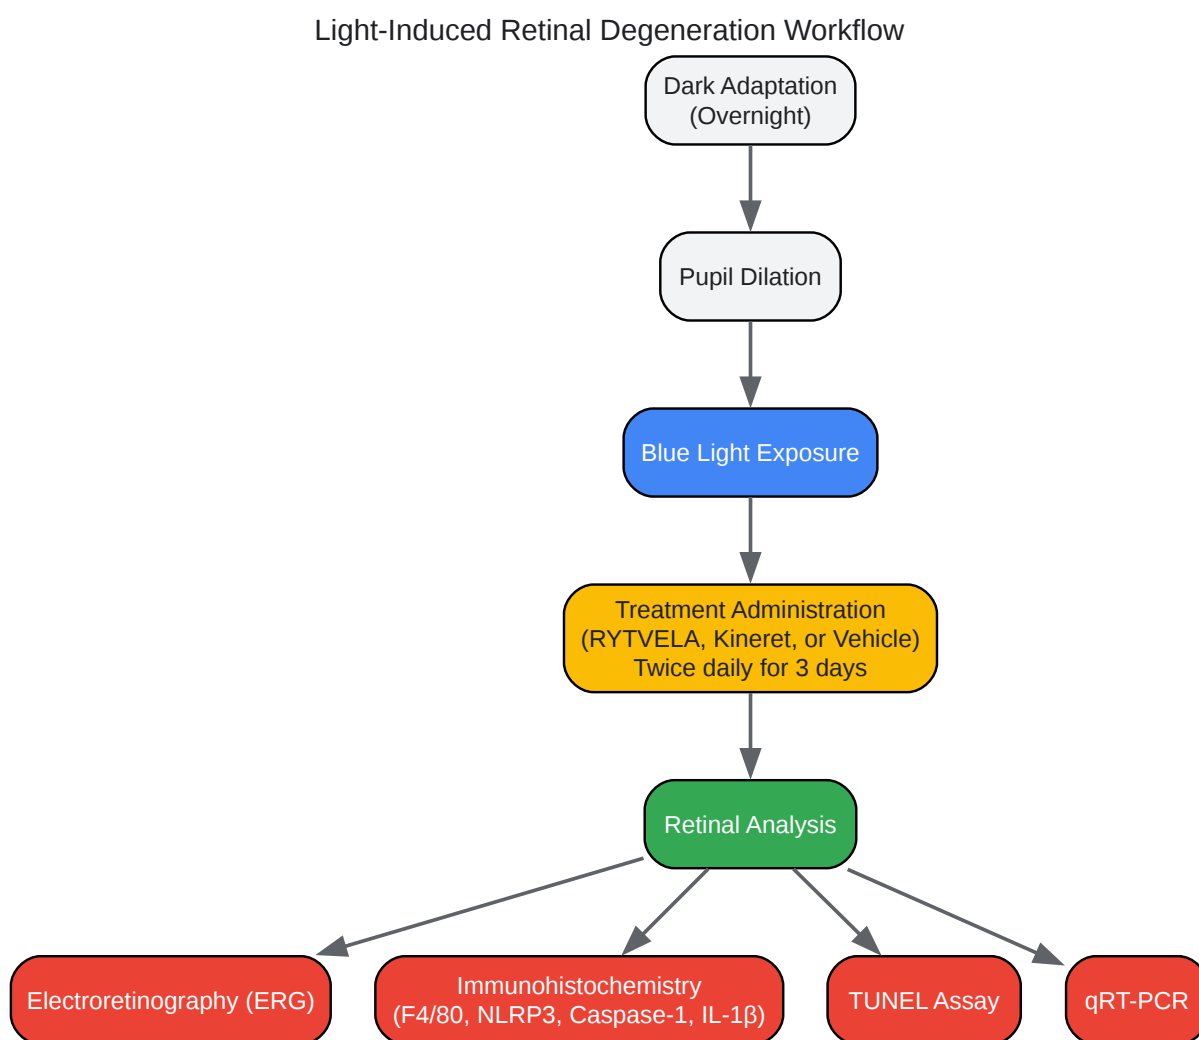 Light-Induced Retinal Degeneration Workflow
Dark Adaptation
(Overnight)
Pupil Dilation
Blue Light Exposure
Treatment Administration
(RYTVELA, Kineret, or Vehicle)
Twice daily for 3 days
Retinal Analysis
Electroretinography (ERG)
Immunohistochemistry
(F4/80, NLRP3, Caspase-1, IL-1β)
TUNEL Assay
qRT-PCR